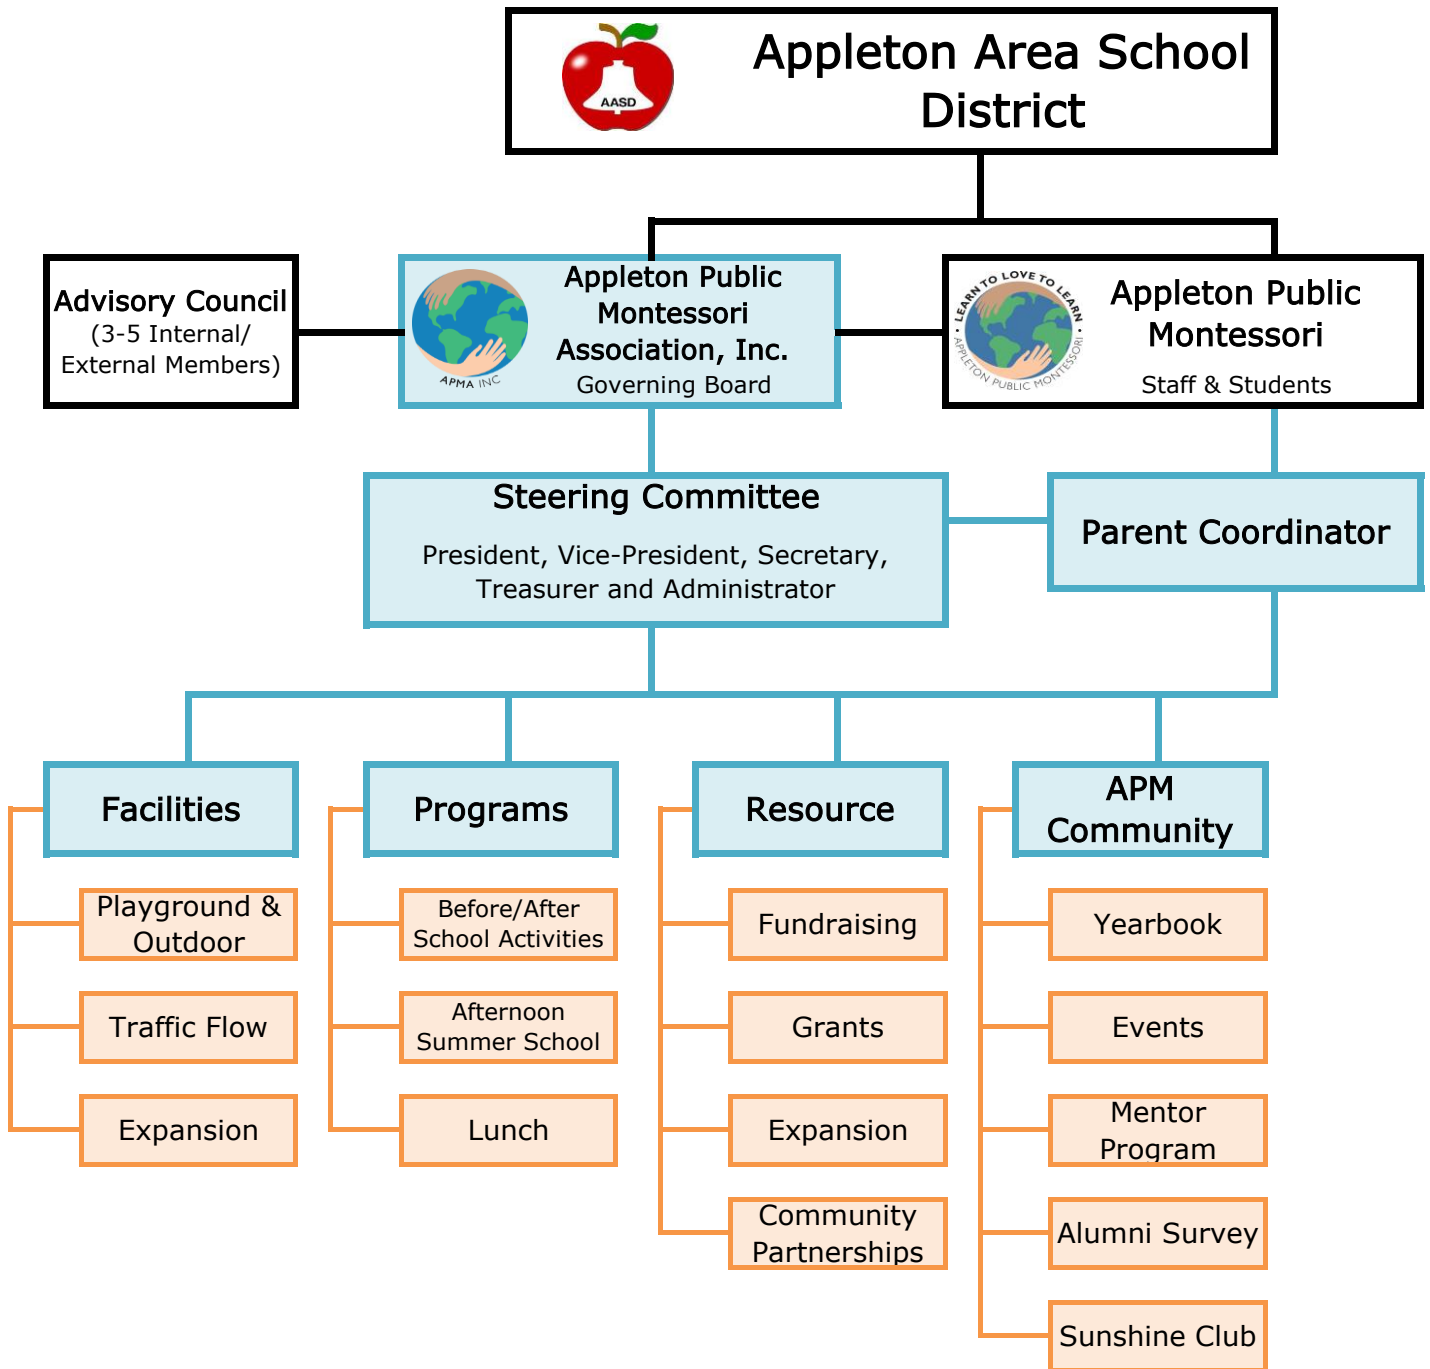 AASD
Appleton Area School
District
Advisory Council
(3-5 Internal/
External Members)
APMA INC
Appleton Public
Montessori
Association, Inc.
Governing Board
• LEARN TO LOVE TO LEARN •
APPLETON PUBLIC MONTESSORI
Appleton Public
Montessori
Staff & Students
Steering Committee
President, Vice-President, Secretary,
Treasurer and Administrator
Parent Coordinator
Facilities
Playground &
Outdoor
Traffic Flow
Expansion
Programs
Before/After
School Activities
Afternoon
Summer School
Lunch
Resource
Fundraising
Grants
Expansion
Community
Partnerships
APM
Community
Yearbook
Events
Mentor
Program
Alumni Survey
Sunshine Club